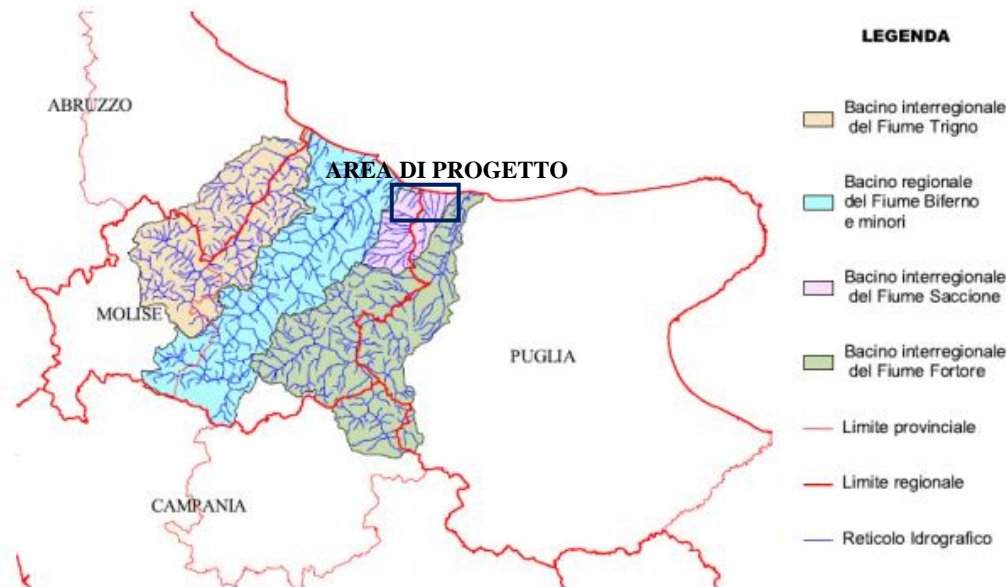 ABRUZZO
AREA DI PROGETTO
MOLISE
PUGLIA
CAMPANIA
LEGENDA
Bacino interregionale
del Fiume Trigno
Bacino regionale
del Fiume Biferno
e minori
Bacino interregionale
del Fiume Saccione
Bacino interregionale
del Fiume Fortore
Limite provinciale
Limite regionale
Reticolo Idrografico